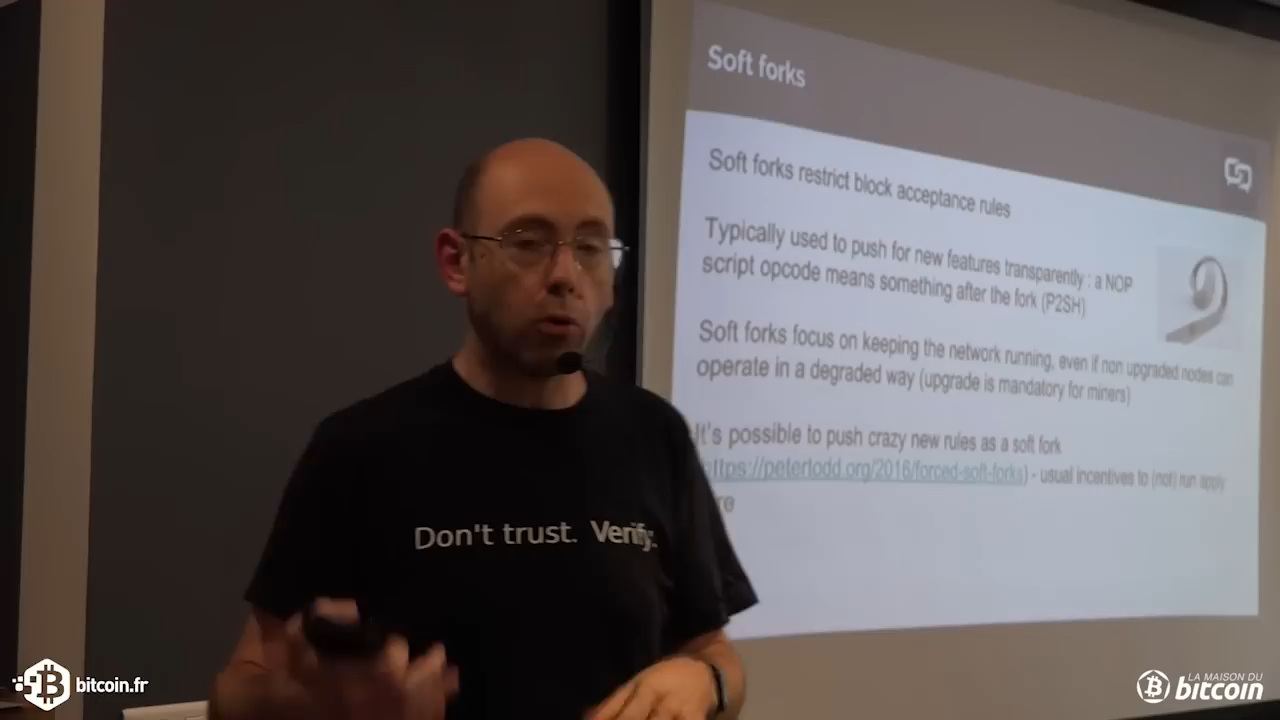 Soft forks
Soft forks restrict block acceptance rules
Typically used to push for new features transparently : a NOP
script opcode means something after the fork (P2SH)
Soft forks focus on keeping the network running, even if non upgraded nodes can
operate in a degraded way (upgrade is mandatory for miners)
It's possible to push crazy new rules as a soft fork
ttps://petertodd.org/2016/forced-soft-forks) - usual incentives to (not) run apply
re
Don't trust. Verify.
bitcoin.fr
LA MAISON DU
bitcoin